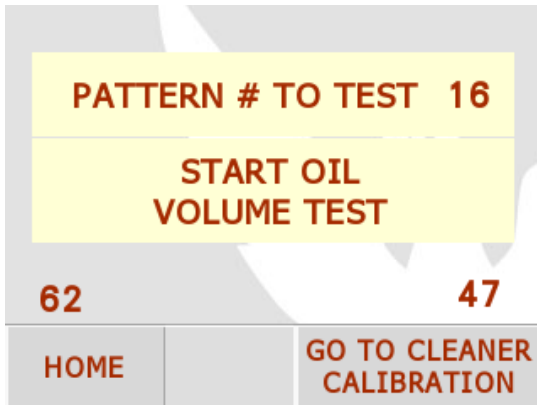 PATTERN # TO TEST 16
START OIL
VOLUME TEST
62 47
HOME
GO TO CLEANER
CALIBRATION